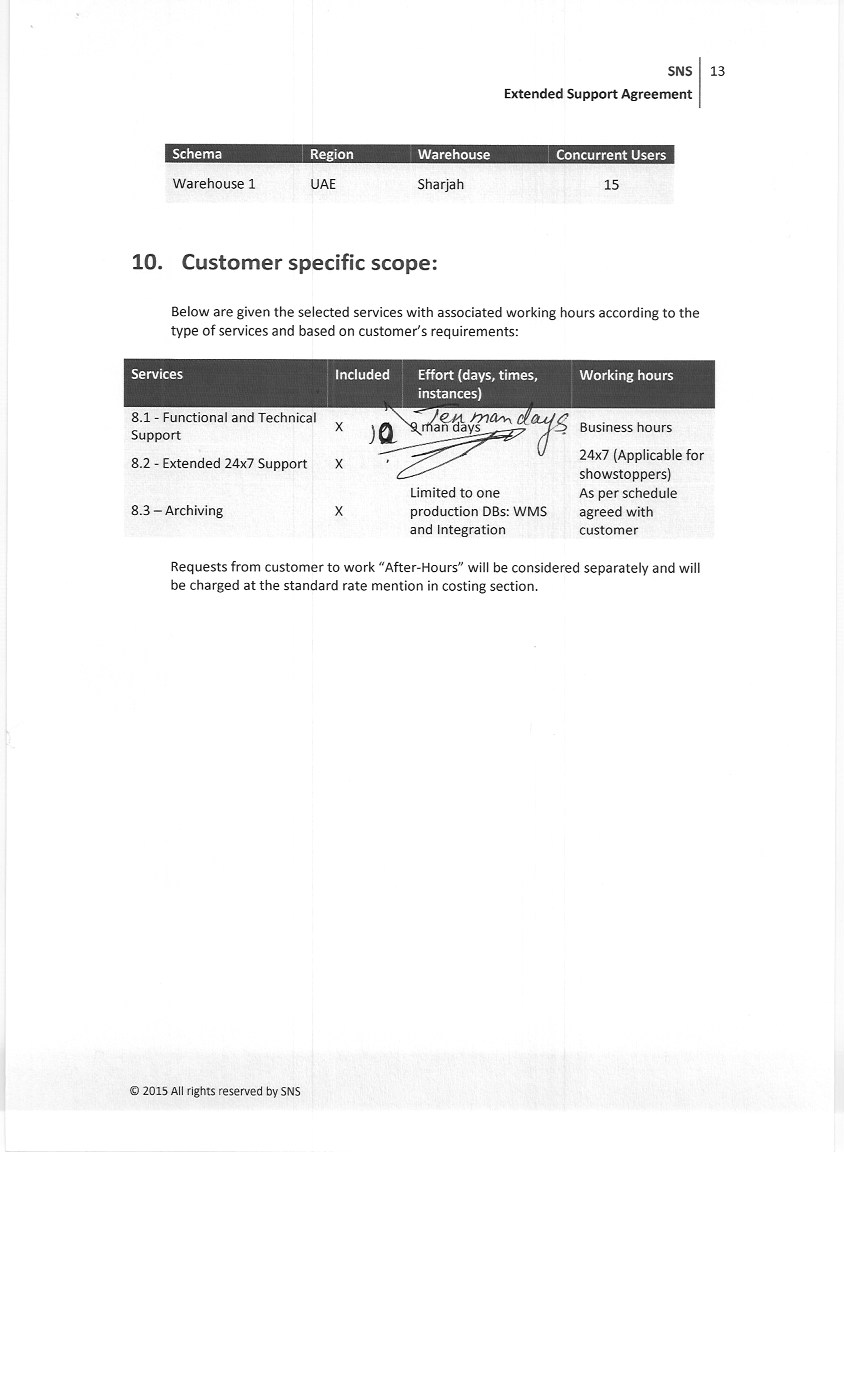 SNS 13
Extended Support Agreement
Schema Region Warehouse Concurrent Users
Warehouse 1 UAE Sharjah 15
10. Customer specific scope:
Below are given the selected services with associated working hours according to the
type of services and based on customer's requirements:
Services Included Effort (days, times, Working hours
instances)
8.1 - Functional and Technical
Support
X
10
Ten man days
9 man days
Business hours
8.2 - Extended 24x7 Support X
24x7 (Applicable for
showstoppers)
8.3 – Archiving X
Limited to one
production DBs: WMS
and Integration
As per schedule
agreed with
customer
Requests from customer to work “After-Hours” will be considered separately and will
be charged at the standard rate mention in costing section.
© 2015 All rights reserved by SNS